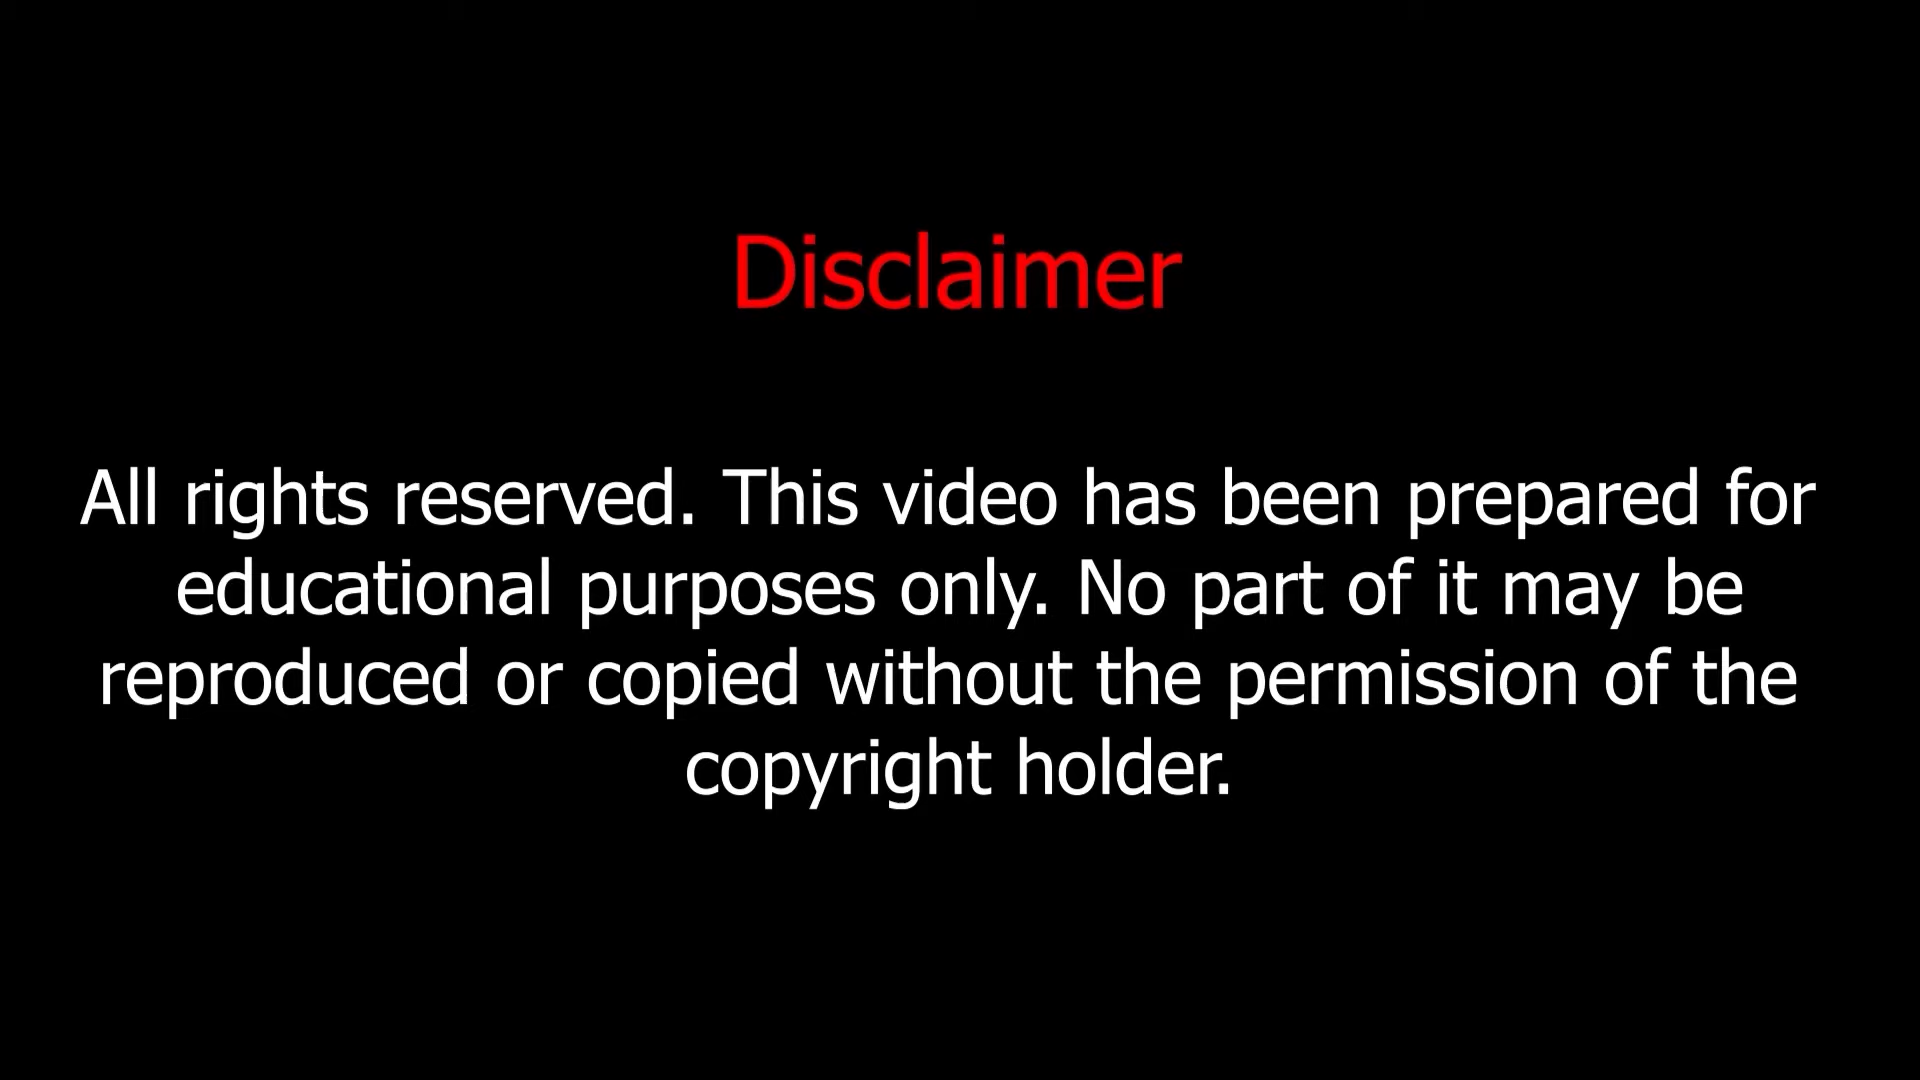 Disclaimer
All rights reserved. This video has been prepared for
educational purposes only. No part of it may be
reproduced or copied without the permission of the
copyright holder.